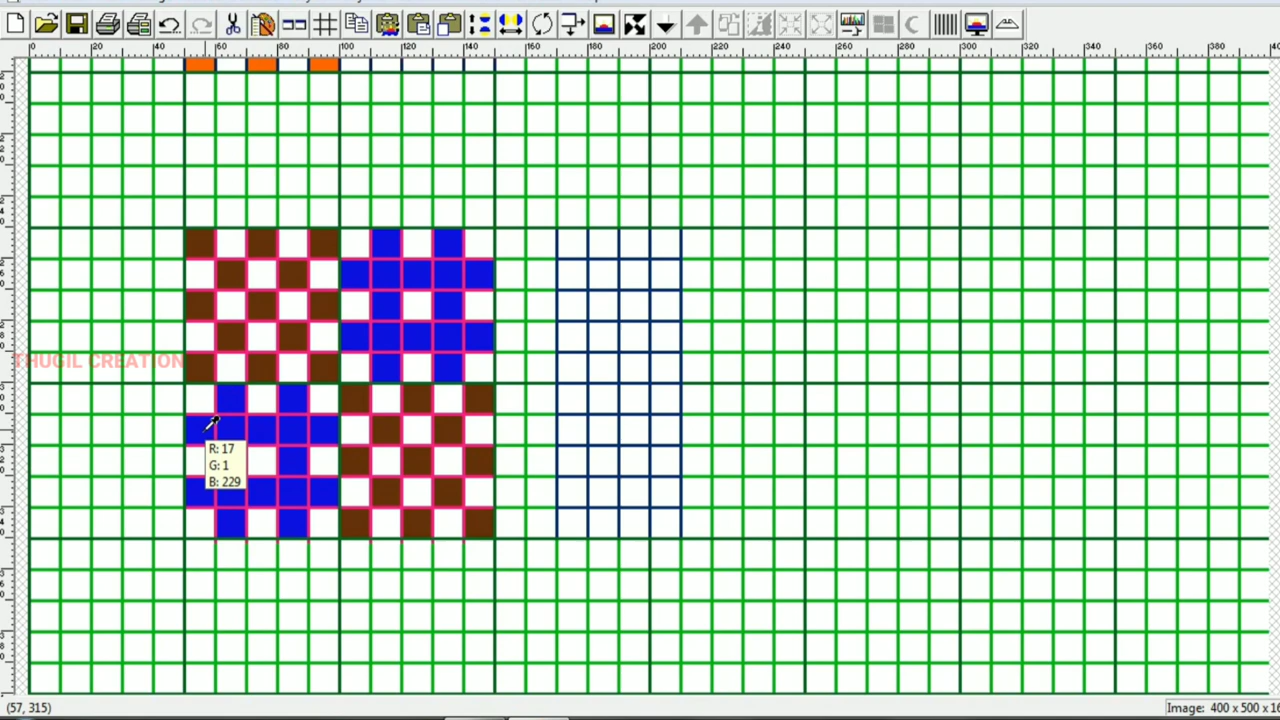 0 20 40 60 80 100 120 140 160 180 200 220 240 260 280 300 320 340 360 380
THUGIL CREATION
R: 17
G: 1
B: 229
(57, 315)
Image: 400 x 500 x 16